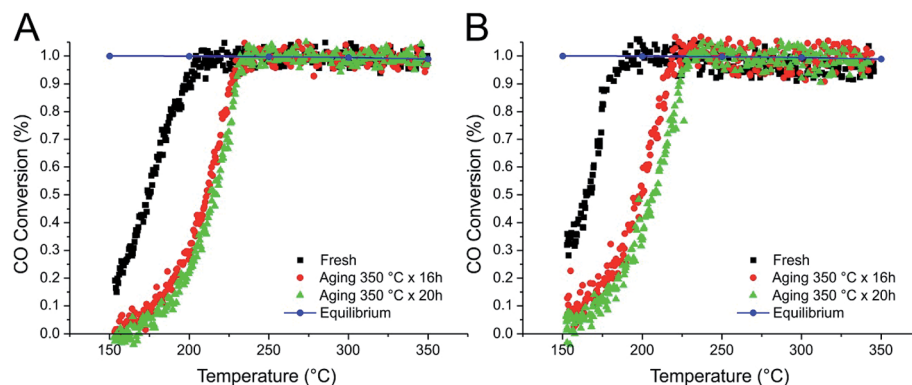 A
CO Conversion (%)
1.0
0.9
0.8
0.7
0.6
0.5
0.4
0.3
0.2
0.1
0.0
Fresh
Aging 350 °C x 16h
Aging 350 °C x 20h
Equilibrium
150 200 250 300 350
Temperature (°C)
B
CO Conversion (%)
1.0
0.9
0.8
0.7
0.6
0.5
0.4
0.3
0.2
0.1
0.0
Fresh
Aging 350 °C x 16h
Aging 350 °C x 20h
Equilibrium
150 200 250 300 350
Temperature (°C)